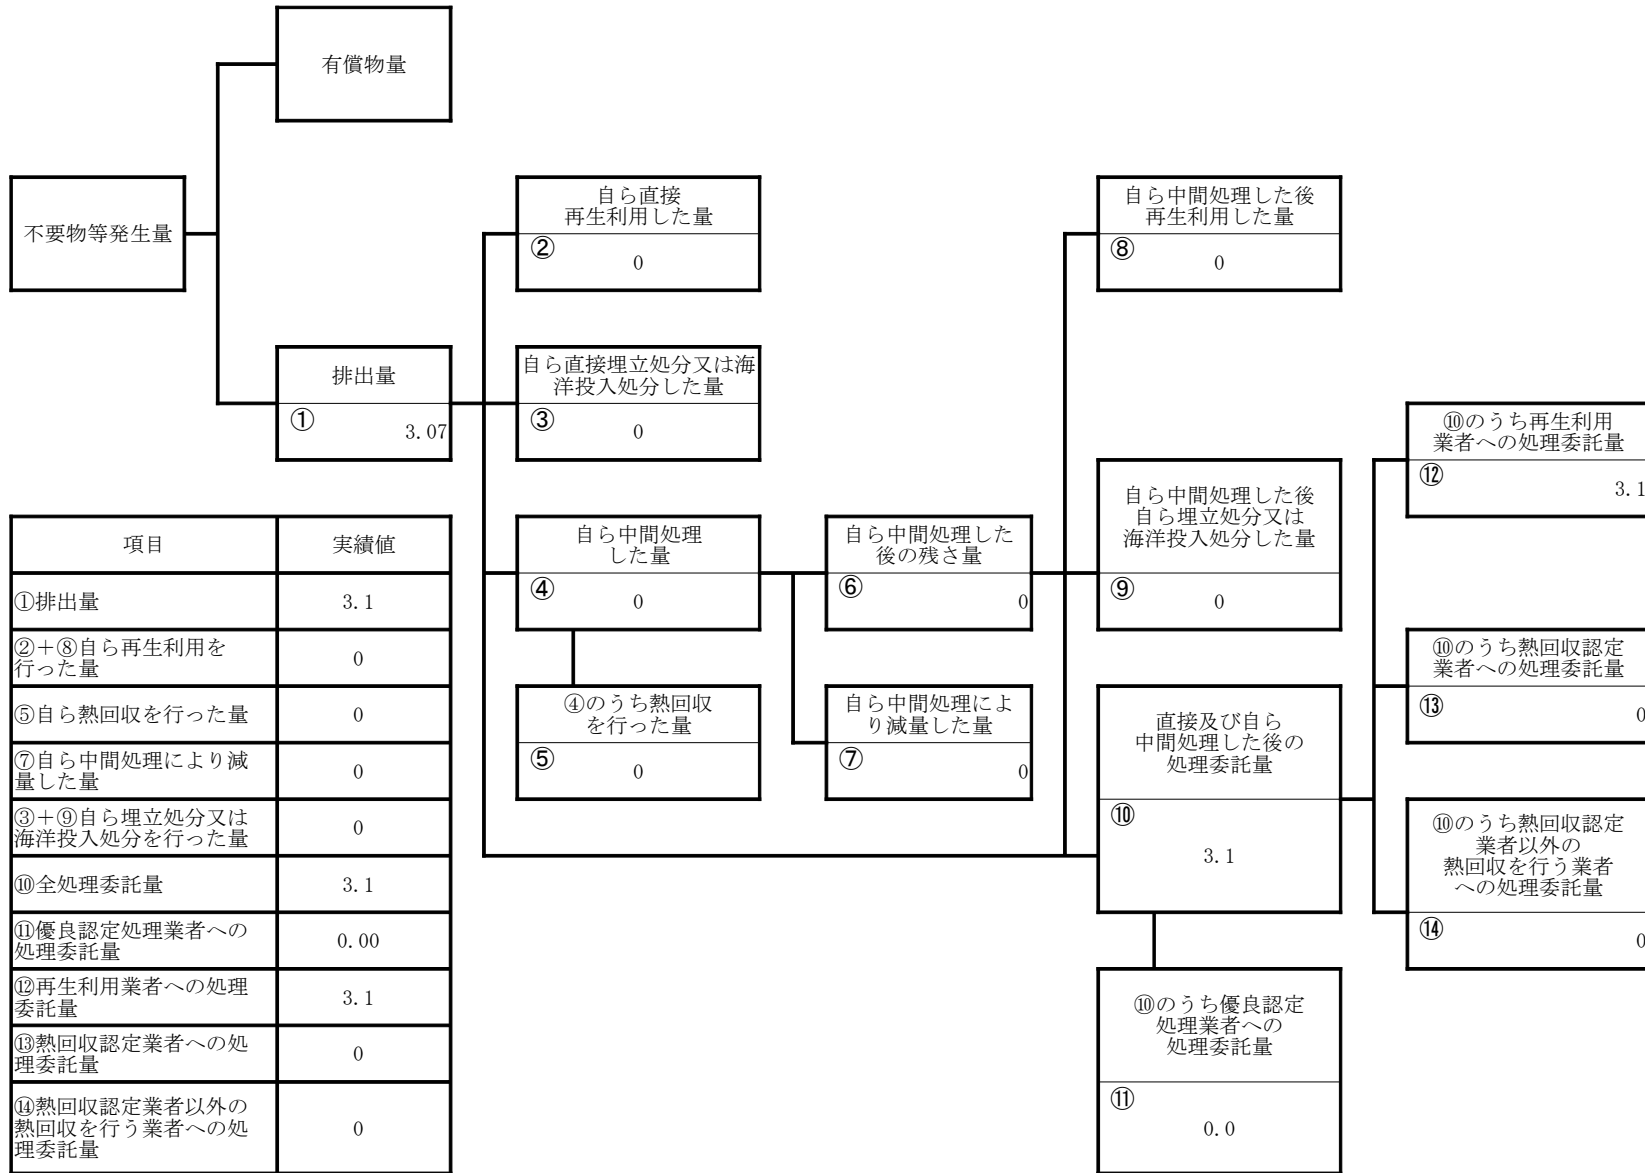 有償物量
不要物等発生量
排出量
①
3.07
自ら直接
再生利用した量
②
0
自ら直接埋立処分又は海
洋投入処分した量
③
0
自ら中間処理
した量
④
0
④のうち熱回収
を行った量
⑤
0
自ら中間処理した
後の残さ量
⑥
0
自ら中間処理によ
り減量した量
⑦
0
自ら中間処理した後
再生利用した量
⑧
0
自ら中間処理した後
自ら埋立処分又は
海洋投入処分した量
⑨
0
直接及び自ら
中間処理した後の
処理委託量
⑩
3.1
⑩のうち優良認定
処理業者への
処理委託量
⑪
0.0
⑩のうち再生利用
業者への処理委託量
⑫
3.1
⑩のうち熱回収認定
業者への処理委託量
⑬
0
⑩のうち熱回収認定
業者以外の
熱回収を行う業者
への処理委託量
⑭
0
項目 実績値
①排出量 3.1
②＋⑧自ら再生利用を
行った量 0
⑤自ら熱回収を行った量 0
⑦自ら中間処理により減
量した量 0
③＋⑨自ら埋立処分又は
海洋投入処分を行った量 0
⑩全処理委託量 3.1
⑪優良認定処理業者への
処理委託量 0.00
⑫再生利用業者への処理
委託量 3.1
⑬熱回収認定業者への処
理委託量 0
⑭熱回収認定業者以外の
熱回収を行う業者への処
理委託量 0